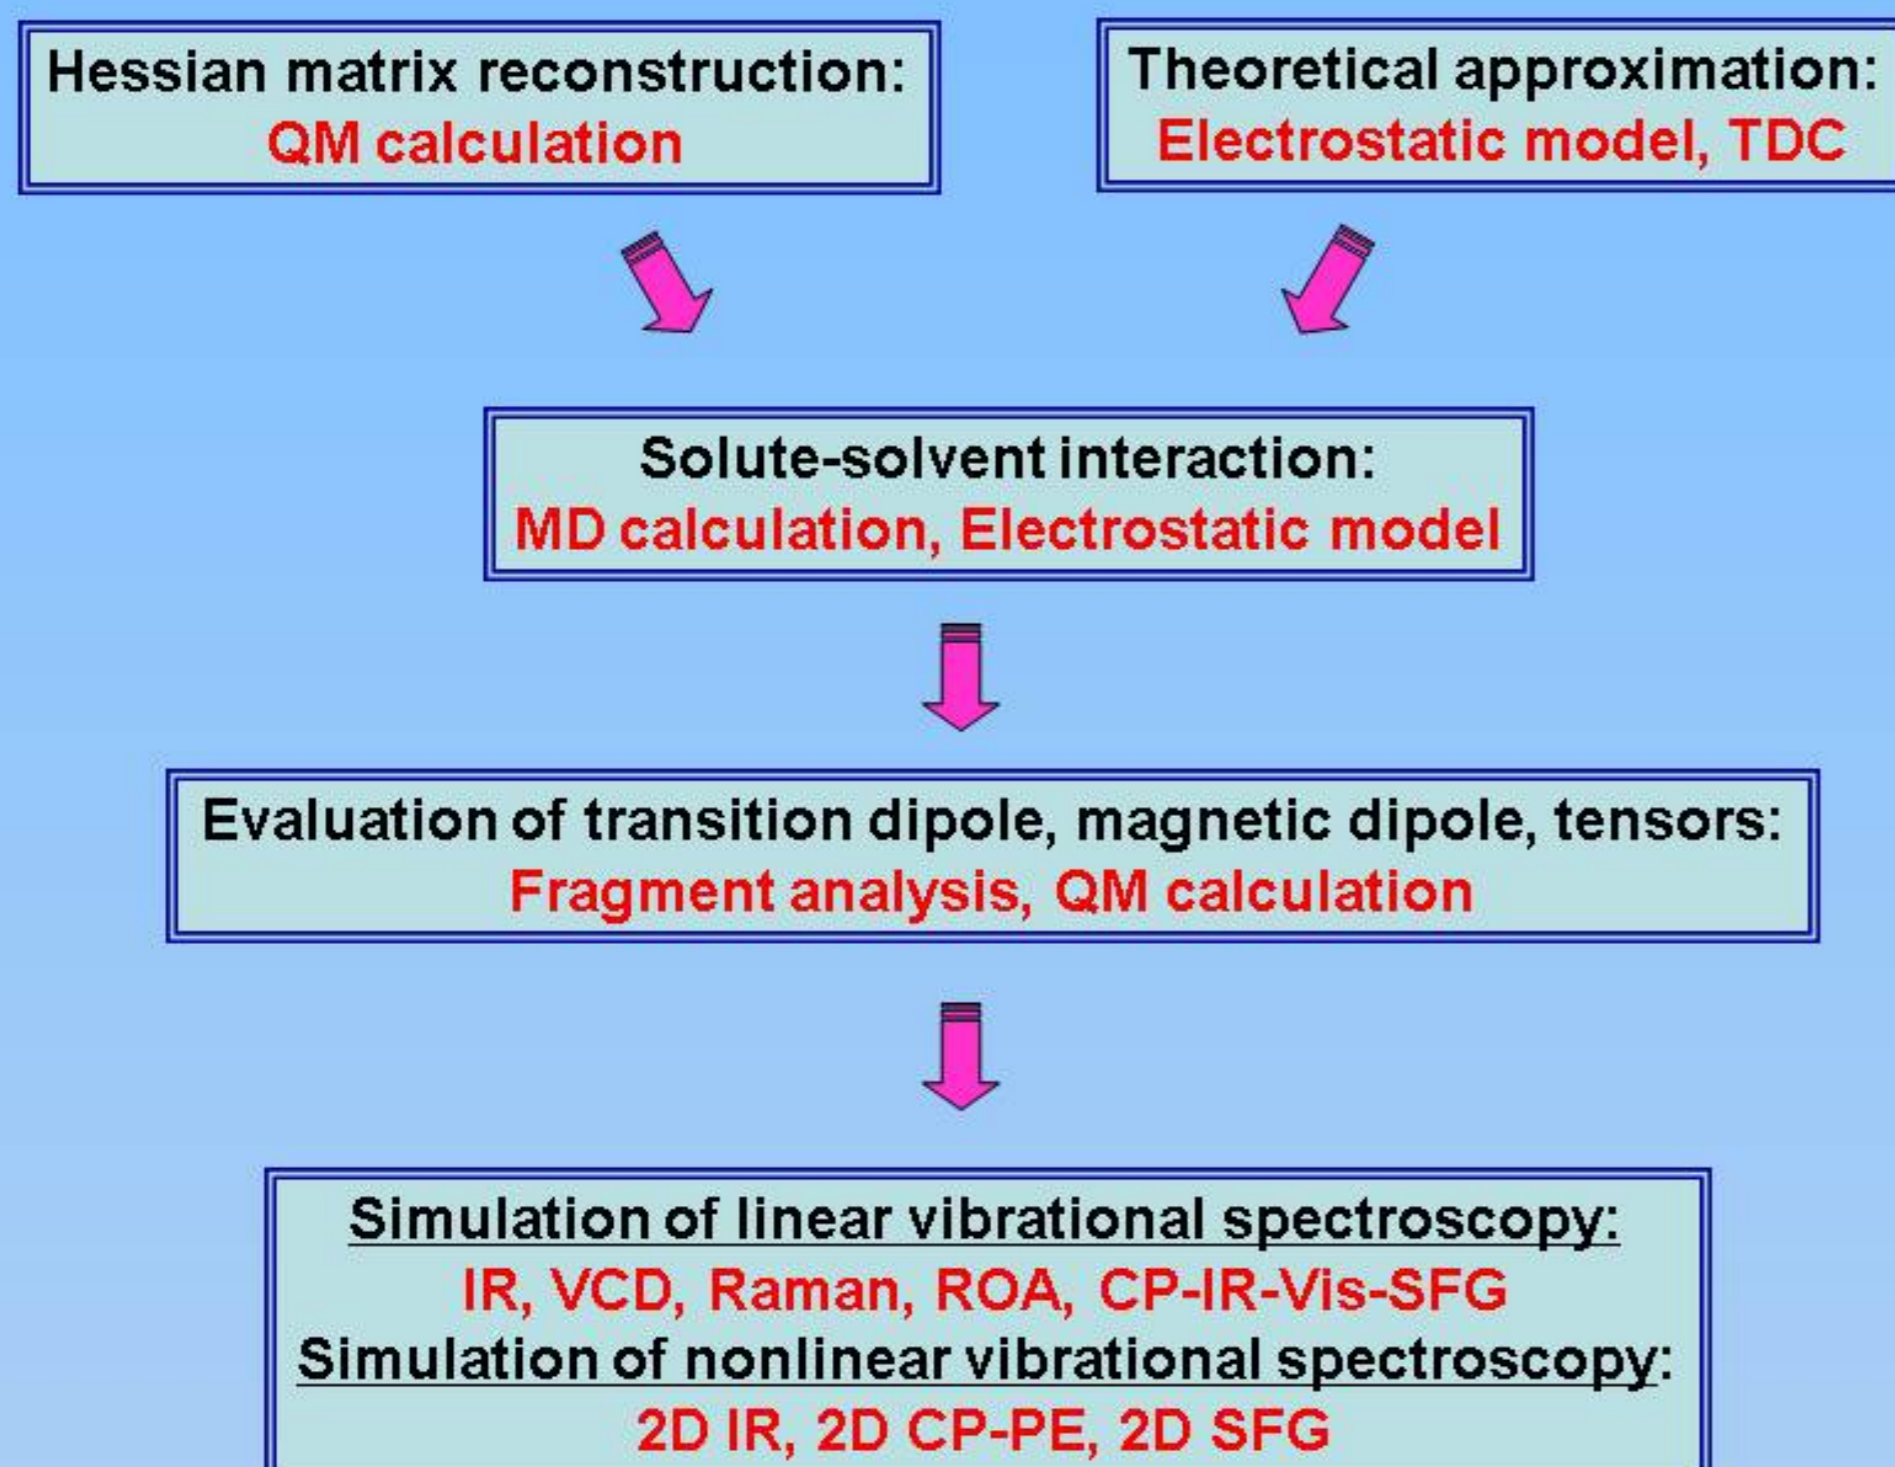 Hessian matrix reconstruction:
QM calculation
Theoretical approximation:
Electrostatic model, TDC
Solute-solvent interaction:
MD calculation, Electrostatic model
Evaluation of transition dipole, magnetic dipole, tensors:
Fragment analysis, QM calculation
Simulation of linear vibrational spectroscopy:
IR, VCD, Raman, ROA, CP-IR-Vis-SFG
Simulation of nonlinear vibrational spectroscopy:
2D IR, 2D CP-PE, 2D SFG